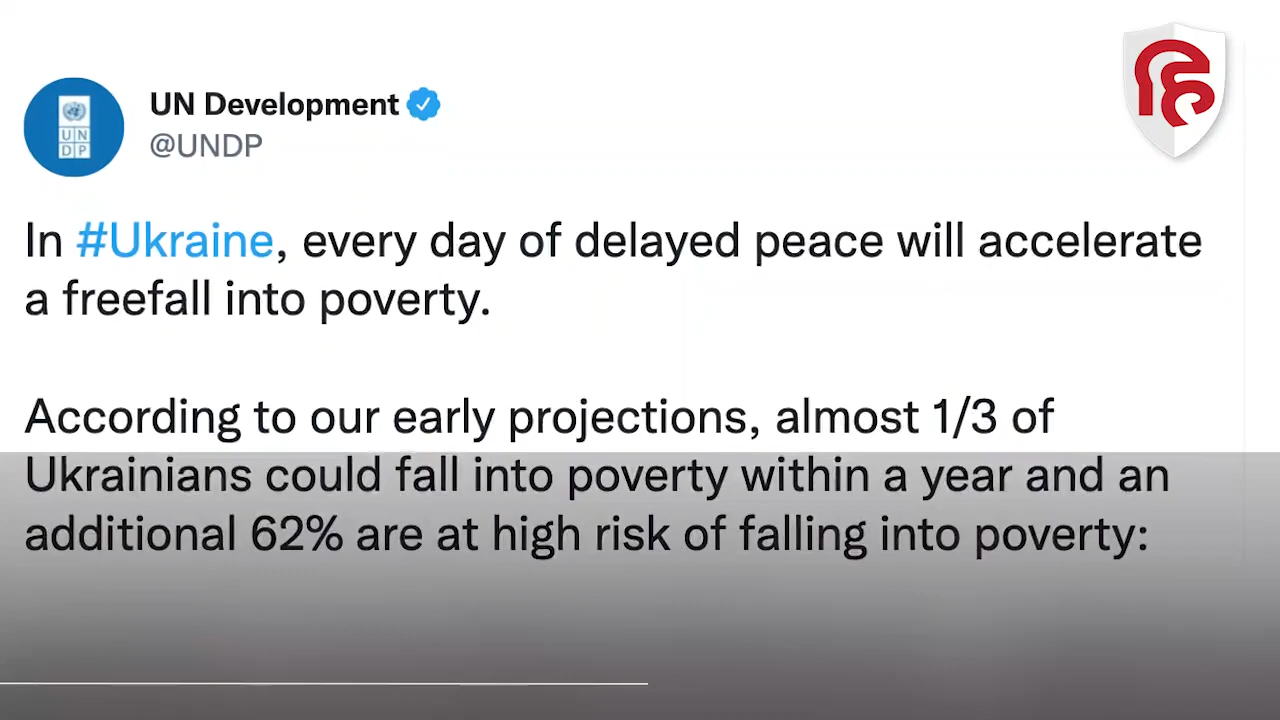 UN Development
@UNDP
UN
DP
In #Ukraine, every day of delayed peace will accelerate
a freefall into poverty.
According to our early projections, almost 1/3 of
Ukrainians could fall into poverty within a year and an
additional 62% are at high risk of falling into poverty: